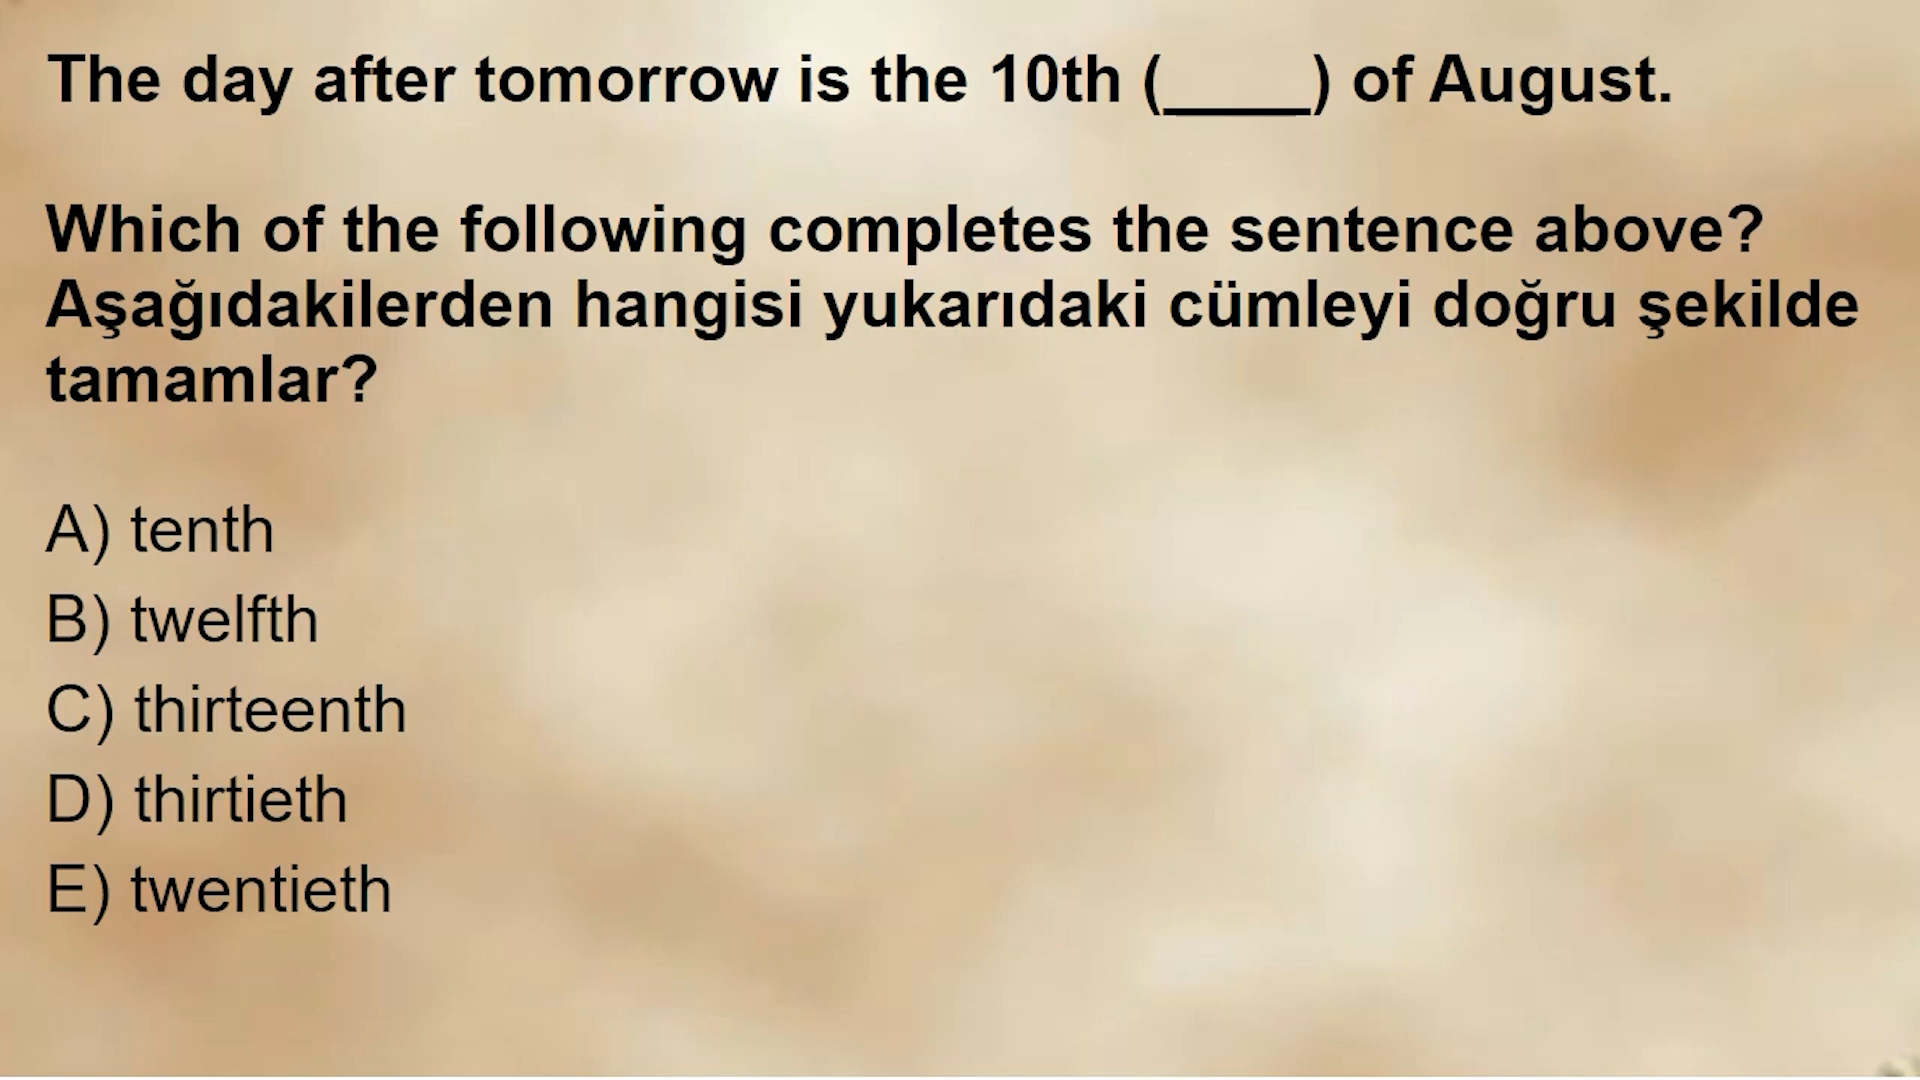 The day after tomorrow is the 10th (____) of August.
Which of the following completes the sentence above?
Aşağıdakilerden hangisi yukarıdaki cümleyi doğru şekilde
tamamlar?
A) tenth
B) twelfth
C) thirteenth
D) thirtieth
E) twentieth